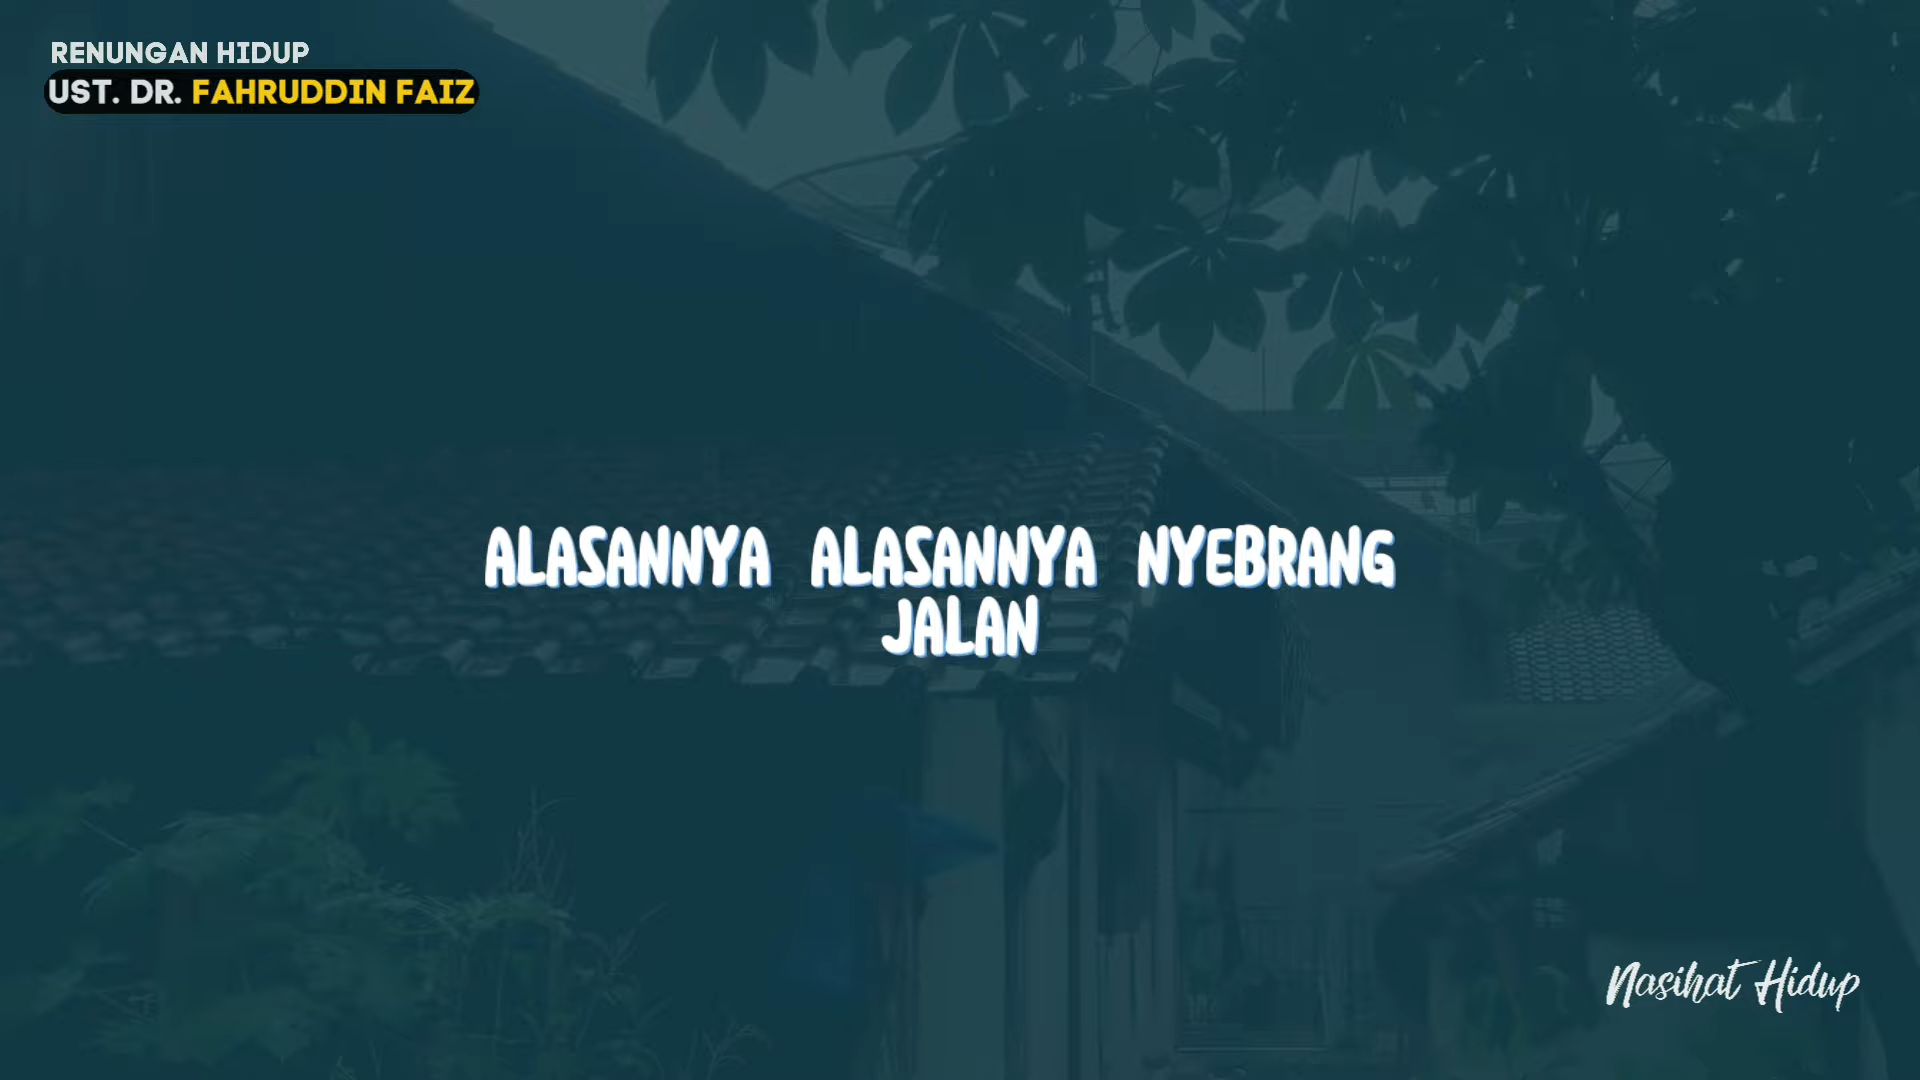 RENUNGAN HIDUP
UST. DR. FAHRUDDIN FAIZ
ALASANNYA ALASANNYA NYEBRANG
JALAN
Nasihat Hidup